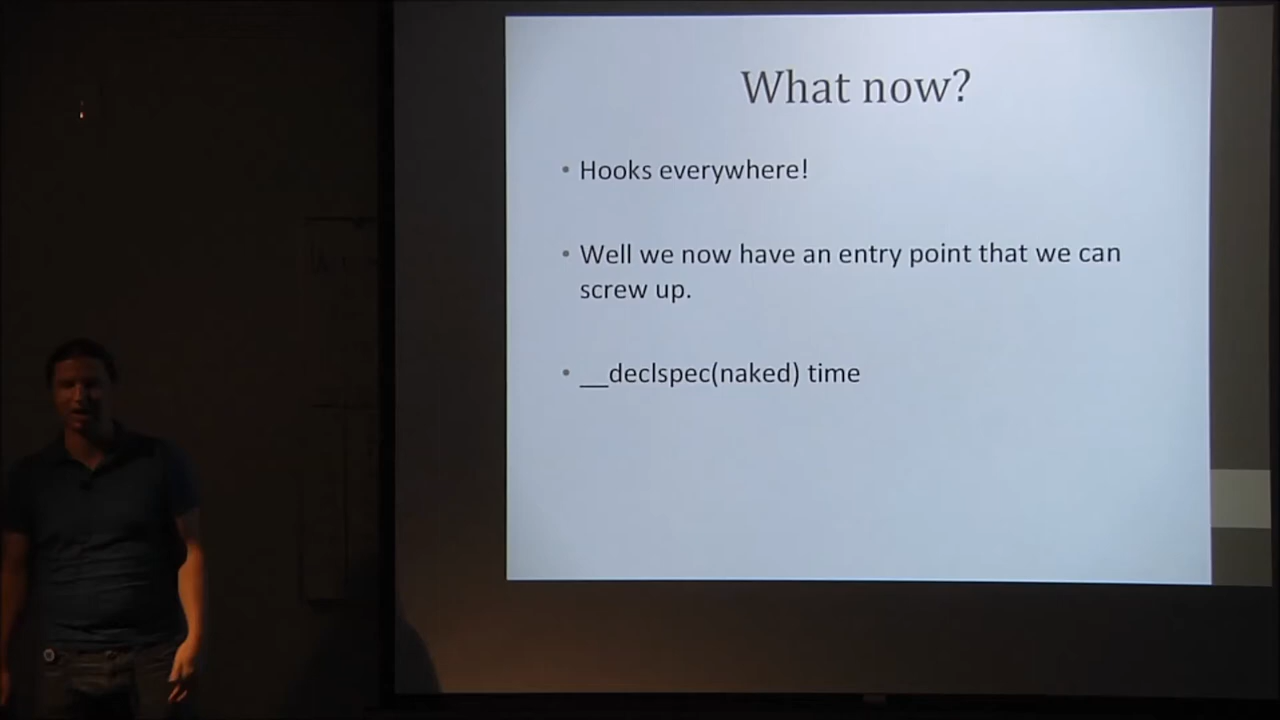 What now?
• Hooks everywhere!
• Well we now have an entry point that we can
screw up.
• __declspec(naked) time